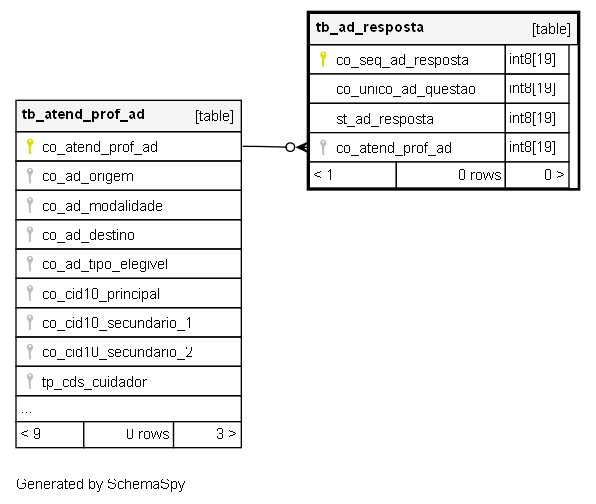 tb_ad_resposta [table]
co_seq_ad_resposta int8[19]
co_unico_ad_questao int8[19]
st_ad_resposta int8[19]
co_atend_prof_ad int8[19]
< 1 0 rows 0 >
tb_atend_prof_ad [table]
co_atend_prof_ad
co_ad_origem
co_ad_modalidade
co_ad_destino
co_ad_tipo_elegivel
co_cid10_principal
co_cid10_secundario_1
co_cid10_secundario_2
tp_cds_cuidador
...
< 9 0 rows 3 >
Generated by SchemaSpy